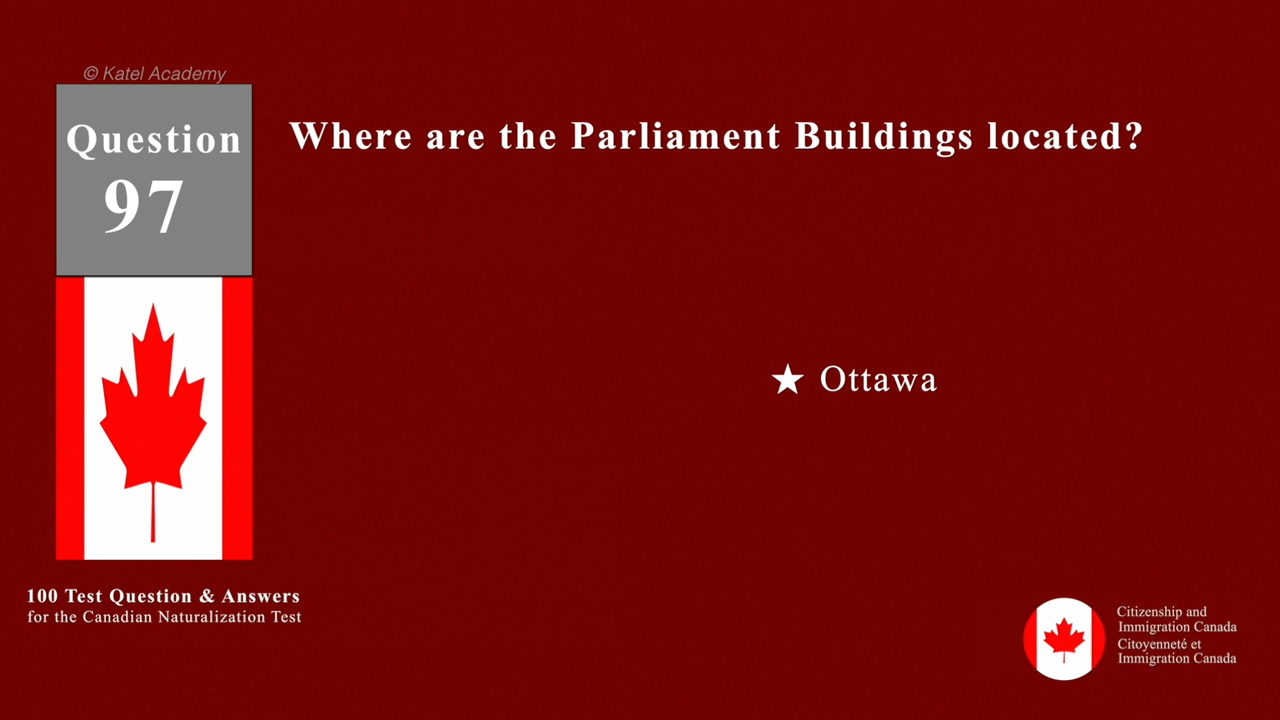 © Katel Academy
Question
97
Where are the Parliament Buildings located?
★ Ottawa
100 Test Question & Answers
for the Canadian Naturalization Test
Citizenship and
Immigration Canada
Citoyenneté et
Immigration Canada